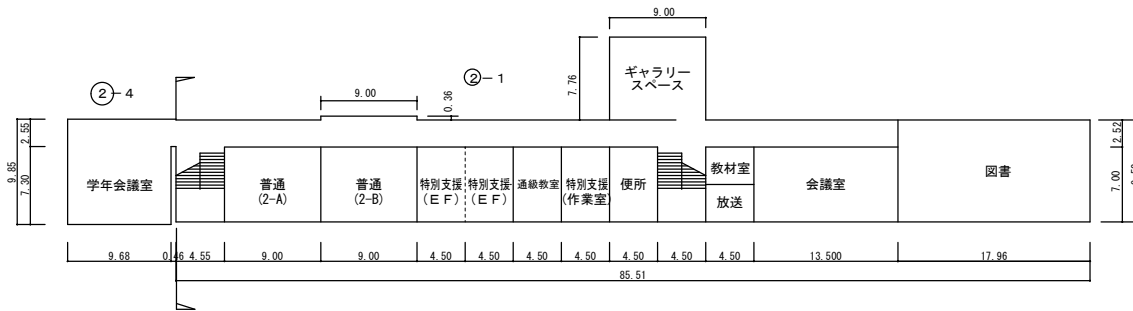 9.00
ギャラリー
スペース
7.76
②-1
②-4
9.00
0.36
2.55
9.85
7.30
学年会議室
普通
(2-A)
普通
(2-B)
特別支援
(EF)
特別支援
(EF)
通級教室
特別支援
(作業室)
便所
教材室
放送
会議室
図書
2.52
7.00
9.68
0.46
4.55
9.00
9.00
4.50
4.50
4.50
4.50
4.50
4.50
4.50
13.500
17.96
85.51